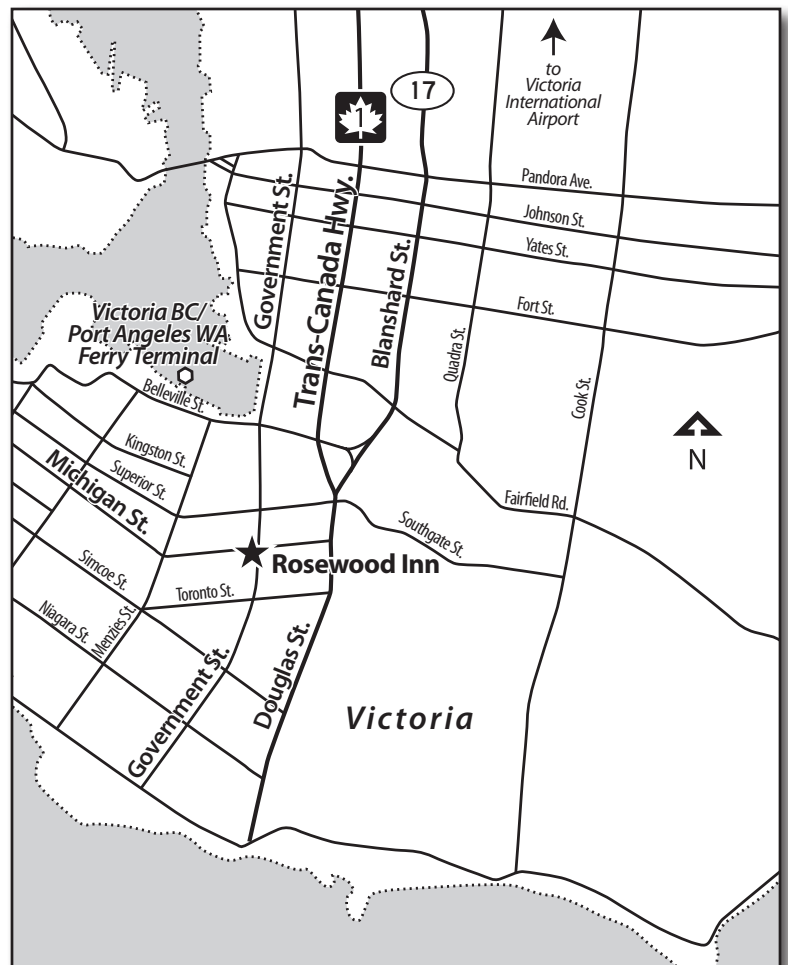 to
Victoria
International
Airport
17
1
Pandora Ave.
Johnson St.
Yates St.
Fort St.
Government St.
Trans-Canada Hwy.
Blanshard St.
Quadra St.
Cook St.
Victoria BC/
Port Angeles WA
Ferry Terminal
Belleville St.
Kingston St.
Superior St.
Michigan St.
N
Fairfield Rd.
Southgate St.
Rosewood Inn
Simcoe St.
Toronto St.
Niagara St.
Menzies St.
Government St.
Douglas St.
Victoria